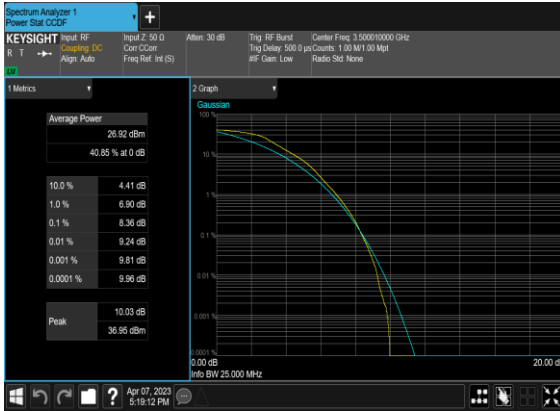 Spectrum Analyzer 1
Power Stat CCDF
KEYSIGHT
R T
LV
Input: RF
Coupling: DC
Align: Auto
Input Z: 50 Ω
Corr CCorr
Freq Ref: Int (S)
Atten: 30 dB
Trig: RF Burst
Trig Delay: 500.0 µs
#IF Gain: Low
Center Freq: 3.500010000 GHz
Counts: 1.00 M/1.00 Mpt
Radio Std: None
1 Metrics
Average Power
26.92 dBm
40.85 % at 0 dB
10.0 % 4.41 dB
1.0 % 6.90 dB
0.1 % 8.36 dB
0.01 % 9.24 dB
0.001 % 9.81 dB
0.0001 % 9.96 dB
Peak
10.03 dB
36.95 dBm
2 Graph
Gaussian
100 %
10 %
1 %
0.1 %
0.01 %
0.001 %
0.0001 %
0.00 dB
20.00 d
Info BW 25.000 MHz
?
Apr 07, 2023
5:19:12 PM